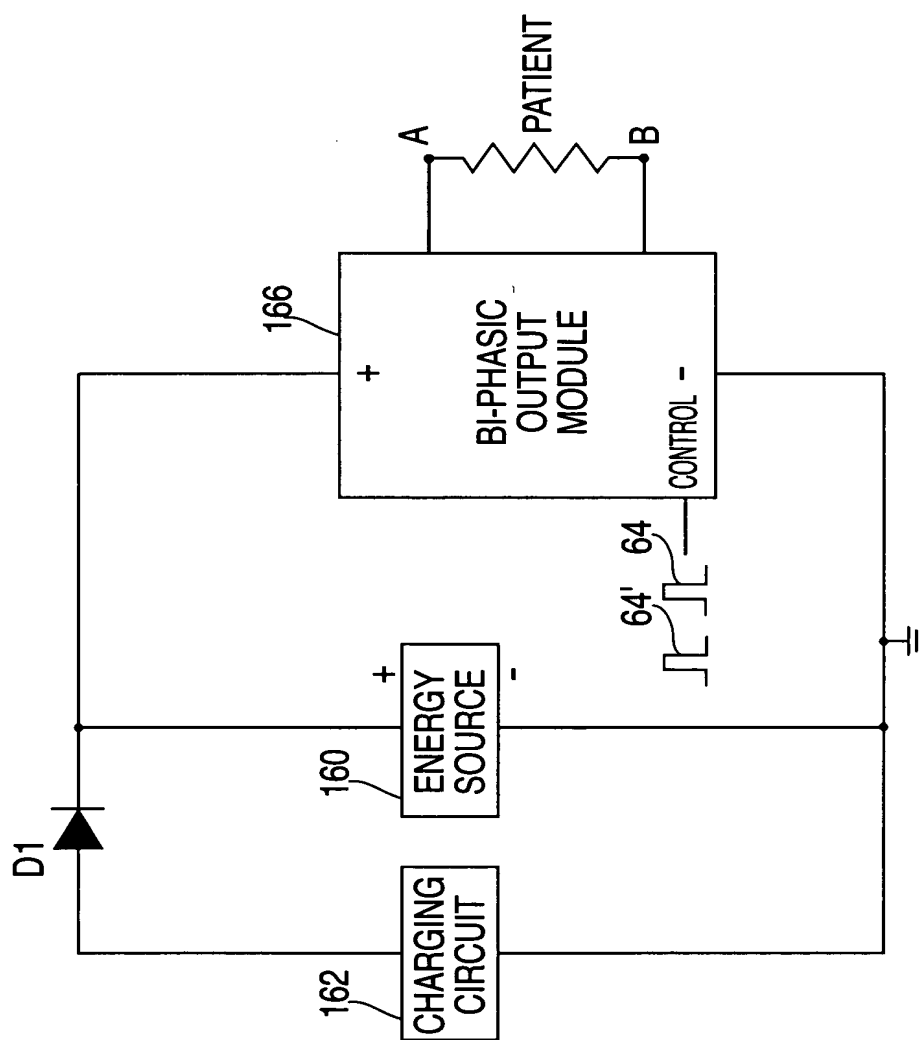 D1
162
CHARGING
CIRCUIT
160
ENERGY
SOURCE
+
-
64'
64
166
+
BI-PHASIC
OUTPUT
MODULE
CONTROL
-
A
PATIENT
B